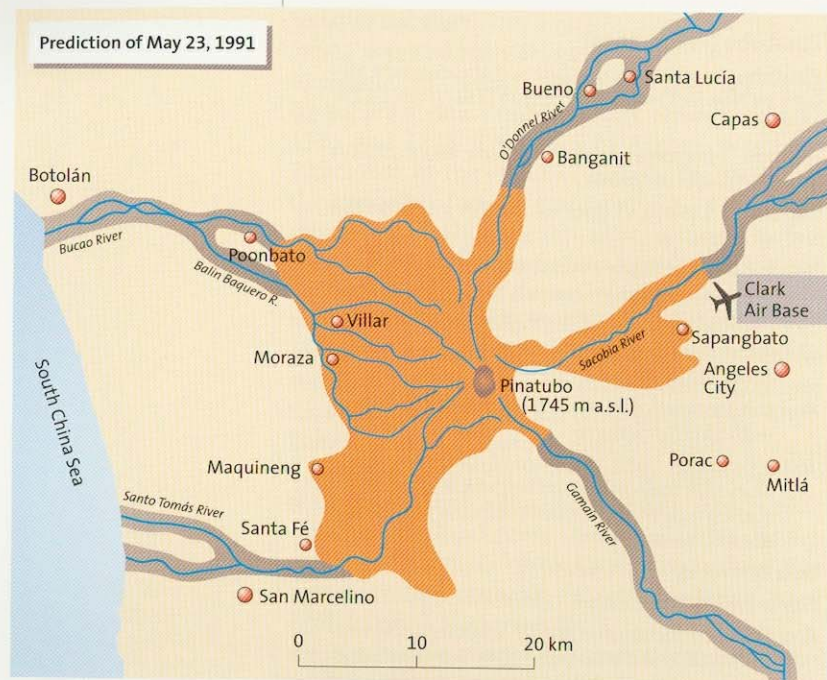 Prediction of May 23, 1991
Bueno
Santa Lucía
Capas
O'Donnel River
Banganit
Botolán
Bucao River
Poonbato
Balin Baquero R.
Clark
Air Base
Villar
Sapangbato
Moraza
Sacobia River
Angeles
City
Pinatubo
(1745 m a.s.l.)
South China Sea
Maquineng
Porac
Mitlá
Santo Tomás River
Gamain River
Santa Fé
San Marcelino
0 10 20 km